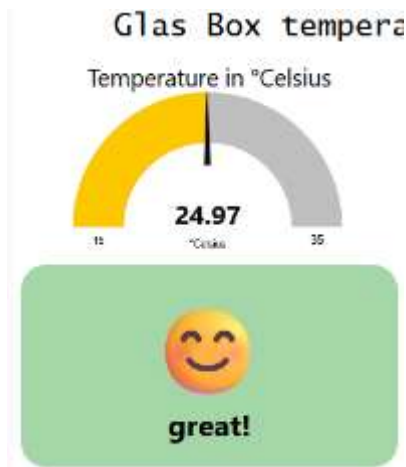 Glas Box tempera
Temperature in °Celsius
24.97
15 °Celsius 35
great!